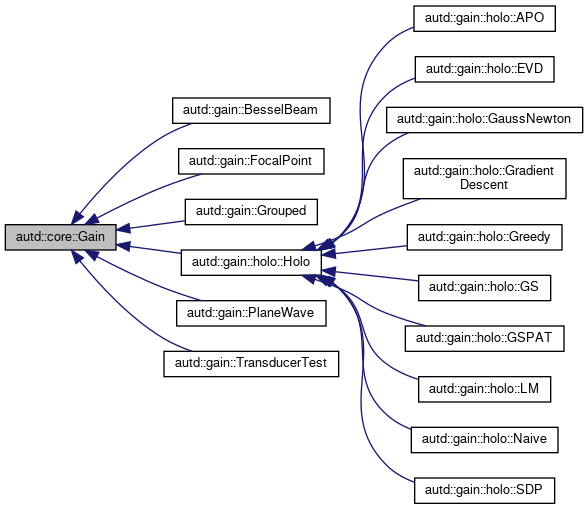 autd::core::Gain
autd::gain::BesselBeam
autd::gain::FocalPoint
autd::gain::Grouped
autd::gain::holo::Holo
autd::gain::PlaneWave
autd::gain::TransducerTest
autd::gain::holo::APO
autd::gain::holo::EVD
autd::gain::holo::GaussNewton
autd::gain::holo::Gradient
Descent
autd::gain::holo::Greedy
autd::gain::holo::GS
autd::gain::holo::GSPAT
autd::gain::holo::LM
autd::gain::holo::Naive
autd::gain::holo::SDP